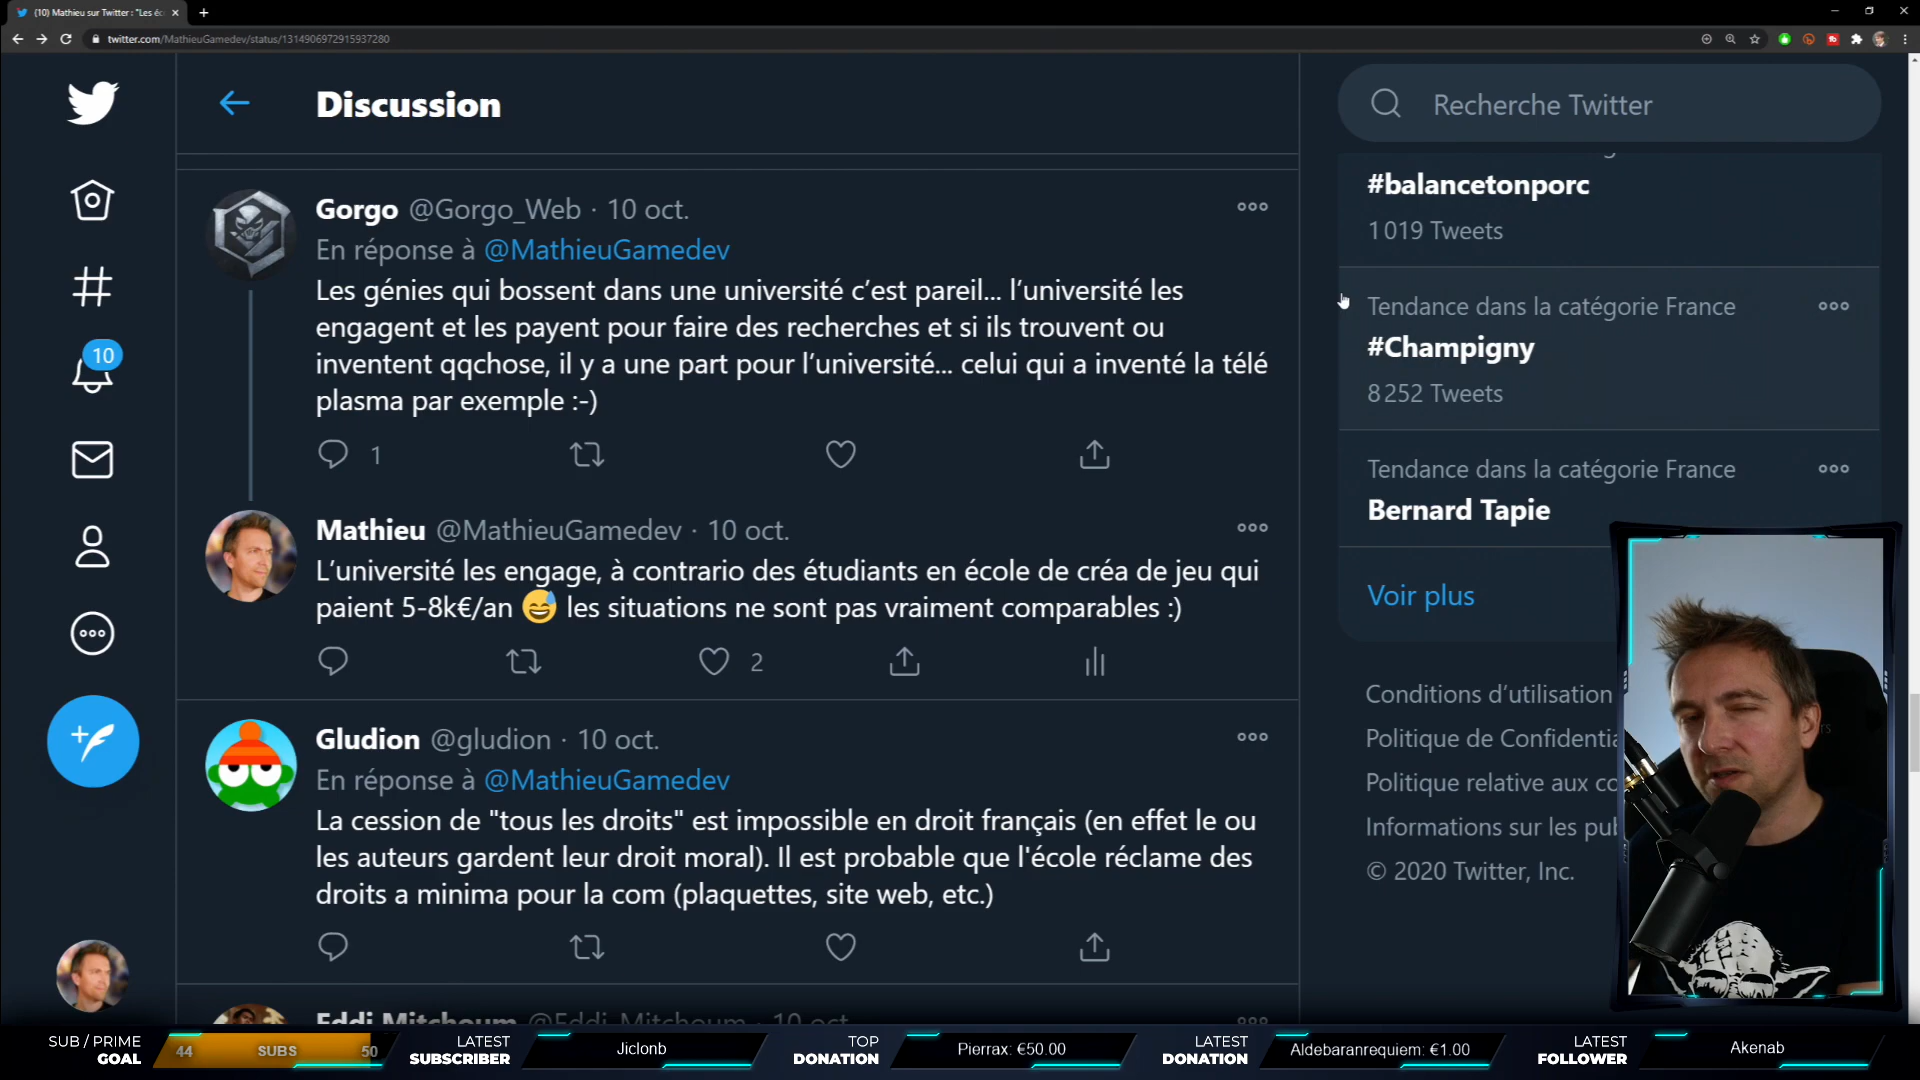 (10) Mathieu sur Twitter : "Les éc
twitter.com/MathieuGamedev/status/1314906972915937280
Discussion
Recherche Twitter
#balancetonporc
1 019 Tweets
Tendance dans la catégorie France
#Champigny
8 252 Tweets
Tendance dans la catégorie France
Bernard Tapie
Voir plus
Conditions d'utilisation
Politique de Confidentia
Politique relative aux co
Informations sur les pub
© 2020 Twitter, Inc.
10
Gorgo @Gorgo_Web · 10 oct.
En réponse à @MathieuGamedev
Les génies qui bossent dans une université c'est pareil... l'université les
engagent et les payent pour faire des recherches et si ils trouvent ou
inventent qqchose, il y a une part pour l'université... celui qui a inventé la télé
plasma par exemple :-)
1
Mathieu @MathieuGamedev · 10 oct.
L'université les engage, à contrario des étudiants en école de créa de jeu qui
paient 5-8k€/an 😅 les situations ne sont pas vraiment comparables :)
2
Gludion @gludion · 10 oct.
En réponse à @MathieuGamedev
La cession de "tous les droits" est impossible en droit français (en effet le ou
les auteurs gardent leur droit moral). Il est probable que l'école réclame des
droits a minima pour la com (plaquettes, site web, etc.)
Eddi Mitchoum @Eddi_Mitchoum · 10 oct.
SUB / PRIME
GOAL
44 SUBS 50
LATEST
SUBSCRIBER
Jiclonb
TOP
DONATION
Pierrax: €50.00
LATEST
DONATION
Aldebaranrequiem: €1.00
LATEST
FOLLOWER
Akenab